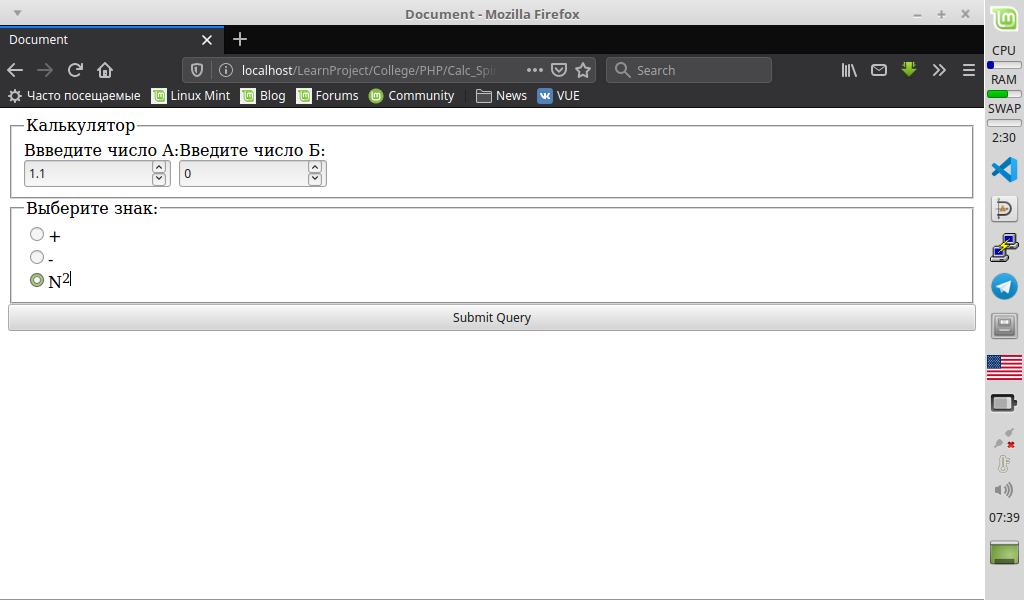 Document - Mozilla Firefox
Document
localhost/LearnProject/College/PHP/Calc_Spi
Search
Часто посещаемые Linux Mint Blog Forums Community News VUE
Калькулятор
Ввведите число А:Введите число Б:
1.1 0
Выберите знак:
+
-
N²
Submit Query
CPU
RAM
SWAP
2:30
07:39